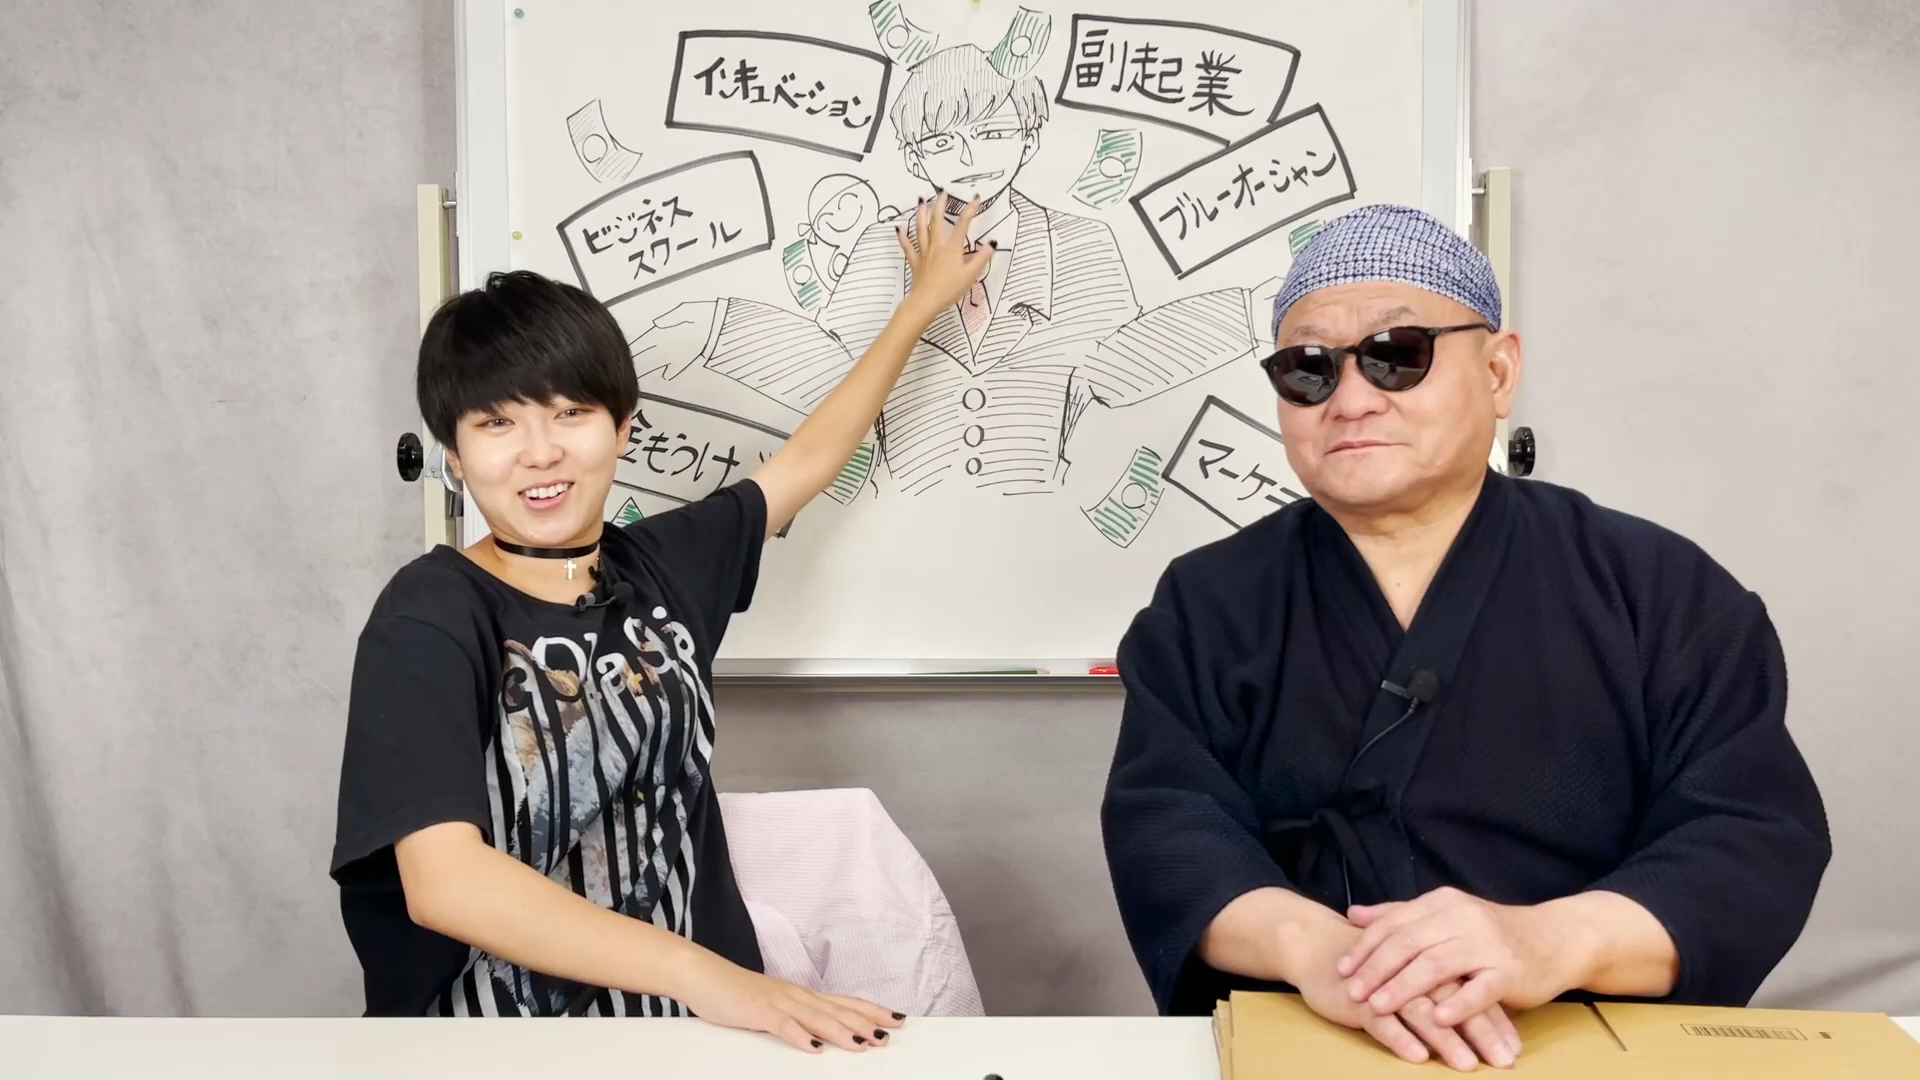 インキュベーション
副起業
ブルーオーシャン
ビジネス
スクール
金もうけ
マーケ